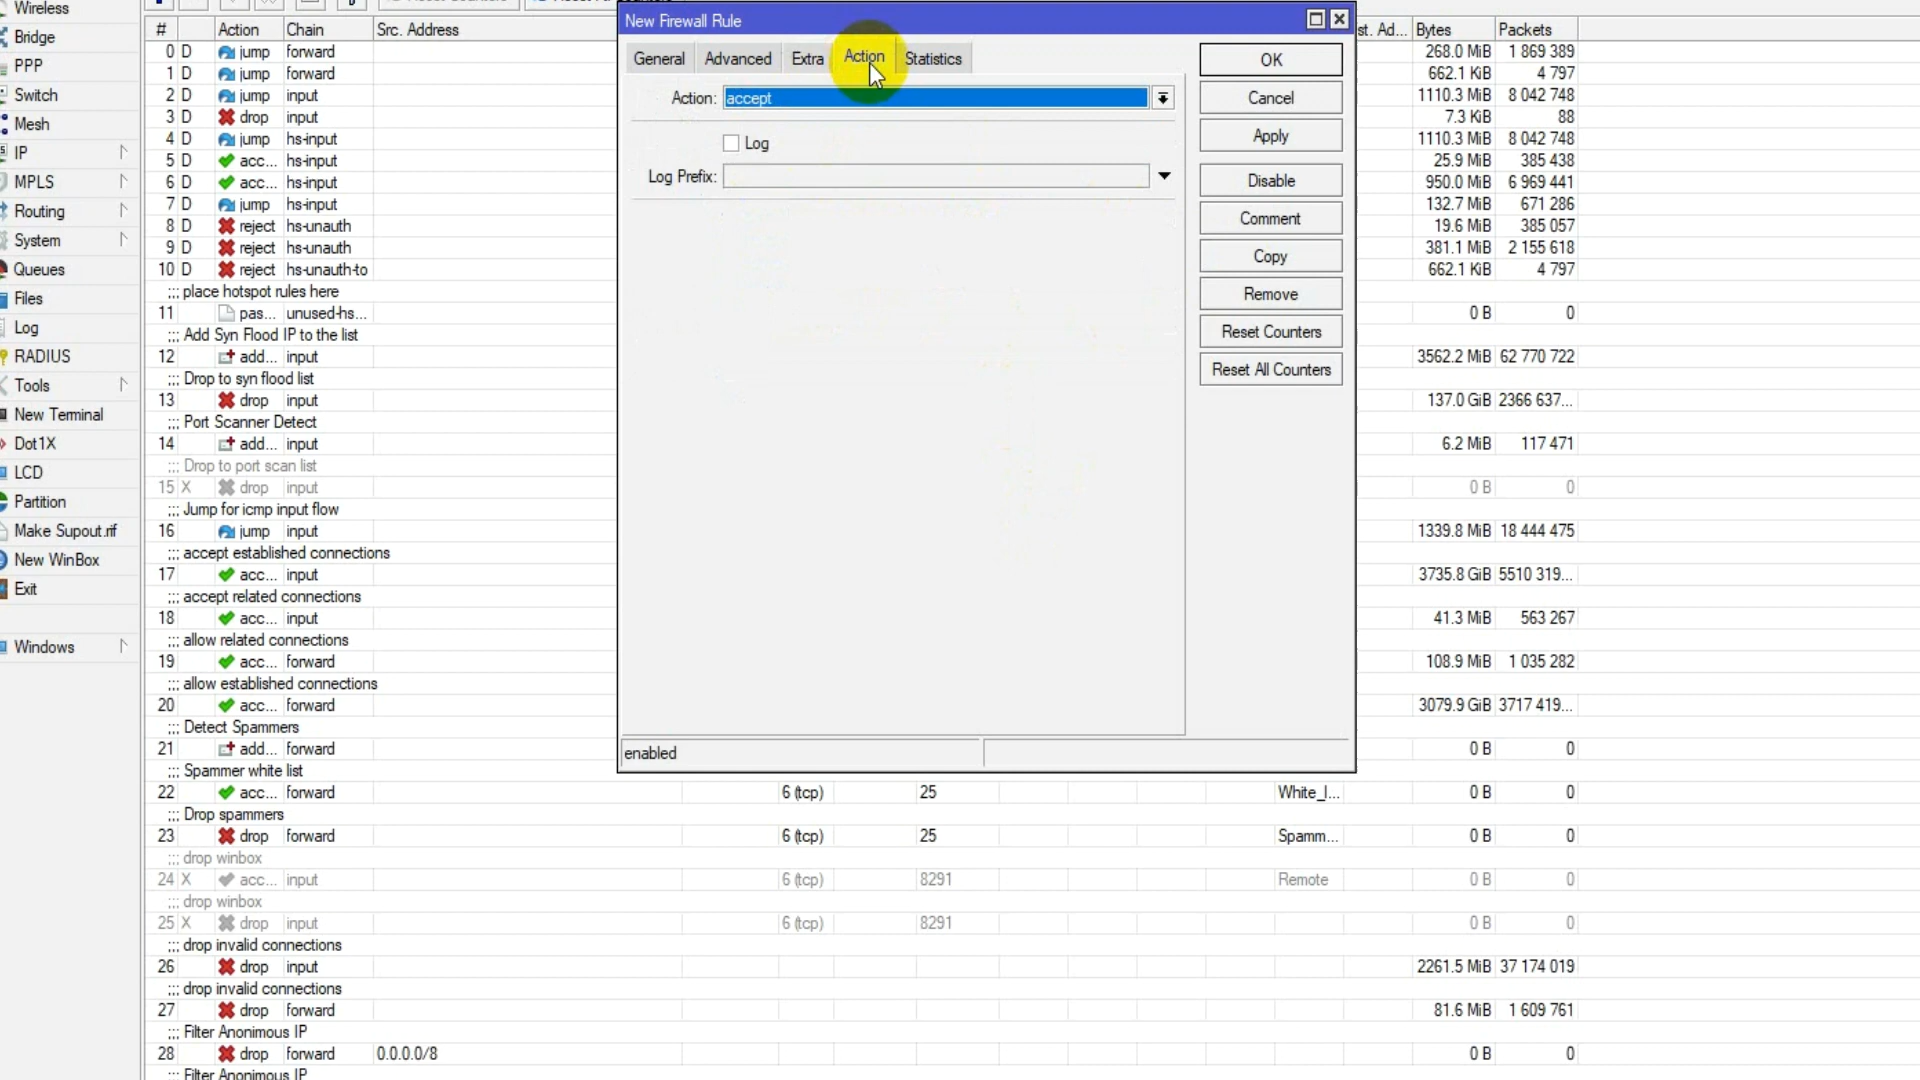 Wireless
Bridge
PPP
Switch
Mesh
IP
MPLS
Routing
System
Queues
Files
Log
RADIUS
Tools
New Terminal
Dot1X
LCD
Partition
Make Supout.rif
New WinBox
Exit
Windows
# Action Chain Src. Address st. Ad... Bytes Packets
0 D jump forward 268.0 MiB 1 869 389
1 D jump forward 662.1 KiB 4 797
2 D jump input 1110.3 MiB 8 042 748
3 D drop input 7.3 KiB 88
4 D jump hs-input 1110.3 MiB 8 042 748
5 D acc... hs-input 25.9 MiB 385 438
6 D acc... hs-input 950.0 MiB 6 969 441
7 D jump hs-input 132.7 MiB 671 286
8 D reject hs-unauth 19.6 MiB 385 057
9 D reject hs-unauth 381.1 MiB 2 155 618
10 D reject hs-unauth-to 662.1 KiB 4 797
;;; place hotspot rules here
11 pas... unused-hs... 0 B 0
;;; Add Syn Flood IP to the list
12 add... input 3562.2 MiB 62 770 722
;;; Drop to syn flood list
13 drop input 137.0 GiB 2366 637...
;;; Port Scanner Detect
14 add... input 6.2 MiB 117 471
;;; Drop to port scan list
15 X drop input 0 B 0
;;; Jump for icmp input flow
16 jump input 1339.8 MiB 18 444 475
;;; accept established connections
17 acc... input 3735.8 GiB 5510 319...
;;; accept related connections
18 acc... input 41.3 MiB 563 267
;;; allow related connections
19 acc... forward 108.9 MiB 1 035 282
;;; allow established connections
20 acc... forward 3079.9 GiB 3717 419...
;;; Detect Spammers
21 add... forward 0 B 0
;;; Spammer white list
22 acc... forward 6 (tcp) 25 White_l... 0 B 0
;;; Drop spammers
23 drop forward 6 (tcp) 25 Spamm... 0 B 0
;;; drop winbox
24 X acc... input 6 (tcp) 8291 Remote 0 B 0
;;; drop winbox
25 X drop input 6 (tcp) 8291 0 B 0
;;; drop invalid connections
26 drop input 2261.5 MiB 37 174 019
;;; drop invalid connections
27 drop forward 81.6 MiB 1 609 761
;;; Filter Anonimous IP
28 drop forward 0.0.0.0/8 0 B 0
;;; Filter Anonimous IP
New Firewall Rule
General Advanced Extra Action Statistics
Action: accept
Log
Log Prefix:
enabled
OK
Cancel
Apply
Disable
Comment
Copy
Remove
Reset Counters
Reset All Counters